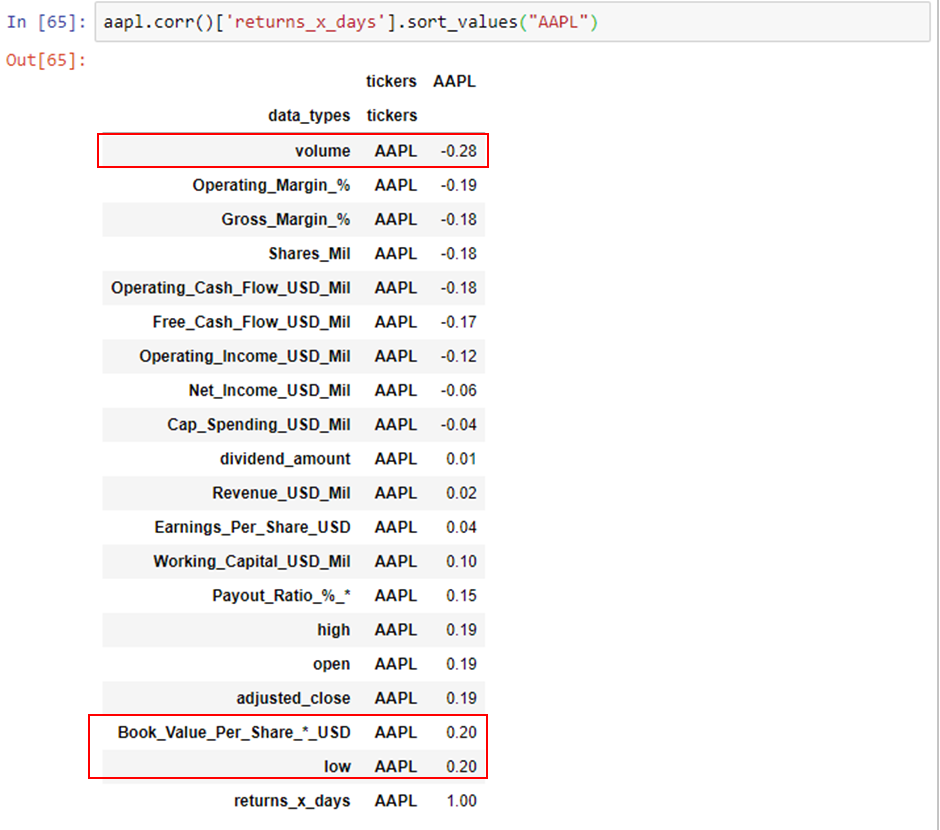 In [65]: aapl.corr()['returns_x_days'].sort_values("AAPL")
Out[65]:
tickers AAPL
data_types tickers
volume AAPL -0.28
Operating_Margin_% AAPL -0.19
Gross_Margin_% AAPL -0.18
Shares_Mil AAPL -0.18
Operating_Cash_Flow_USD_Mil AAPL -0.18
Free_Cash_Flow_USD_Mil AAPL -0.17
Operating_Income_USD_Mil AAPL -0.12
Net_Income_USD_Mil AAPL -0.06
Cap_Spending_USD_Mil AAPL -0.04
dividend_amount AAPL 0.01
Revenue_USD_Mil AAPL 0.02
Earnings_Per_Share_USD AAPL 0.04
Working_Capital_USD_Mil AAPL 0.10
Payout_Ratio_%_* AAPL 0.15
high AAPL 0.19
open AAPL 0.19
adjusted_close AAPL 0.19
Book_Value_Per_Share_*_USD AAPL 0.20
low AAPL 0.20
returns_x_days AAPL 1.00